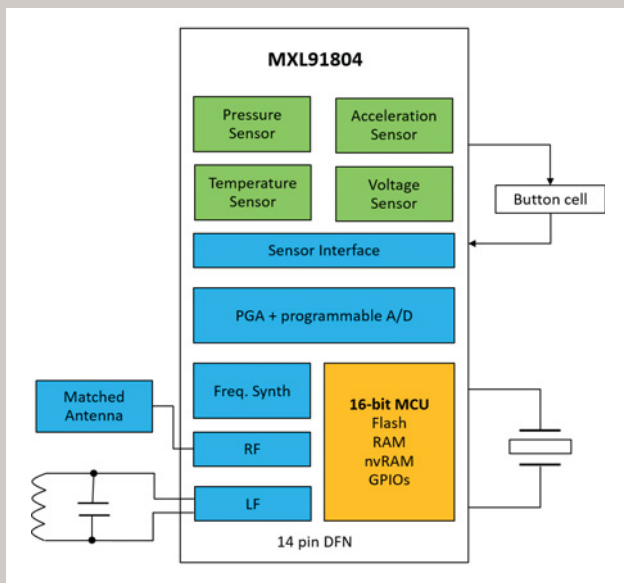 MXL91804
Pressure
Sensor
Acceleration
Sensor
Temperature
Sensor
Voltage
Sensor
Button cell
Sensor Interface
PGA + programmable A/D
Matched
Antenna
Freq. Synth
RF
LF
16-bit MCU
Flash
RAM
nvRAM
GPIOs
14 pin DFN